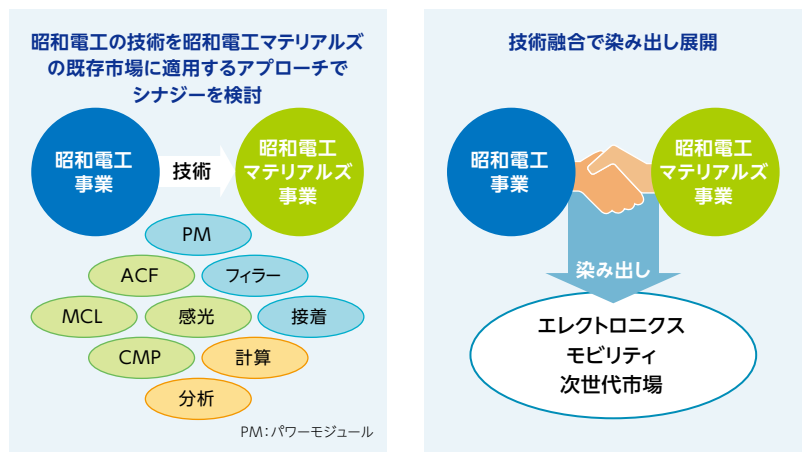 昭和電工の技術を昭和電工マテリアルズ
の既存市場に適用するアプローチで
シナジーを検討
昭和電工
事業
技術
昭和電工
マテリアルズ
事業
PM
ACF
フィラー
MCL
感光
接着
CMP
計算
分析
PM：パワーモジュール
技術融合で染み出し展開
昭和電工
事業
昭和電工
マテリアルズ
事業
染み出し
エレクトロニクス
モビリティ
次世代市場